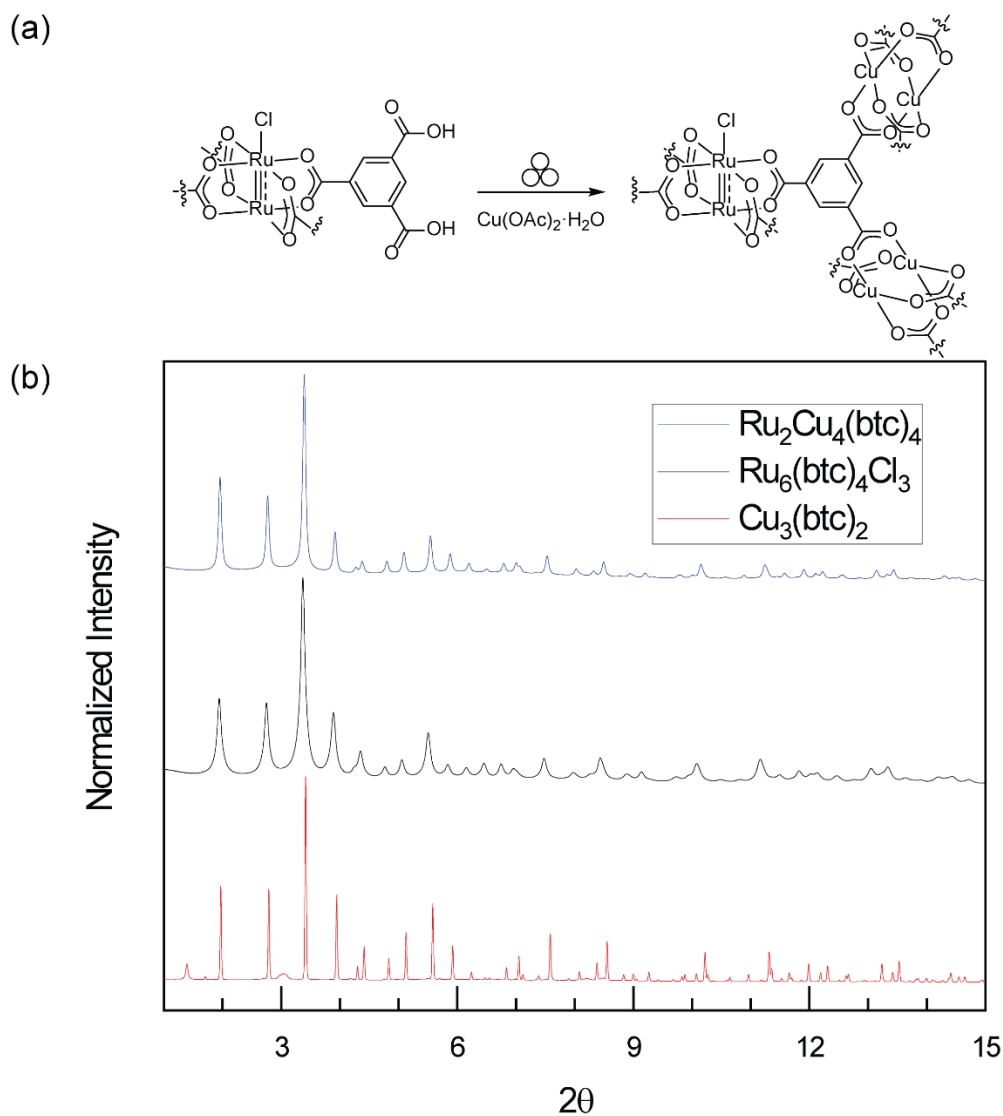 (a)
O O O Cu O O Cu O O O O
Cl Ru Ru O O O O O O O O O OH O OH
Cu(OAc)₂·H₂O
Cl Ru Ru O O O O O O O O
O O Cu O O Cu O O O O
(b)
Ru₂Cu₄(btc)₄
Ru₆(btc)₄Cl₃
Cu₃(btc)₂
Normalized Intensity
3 6 9 12 15
2θ